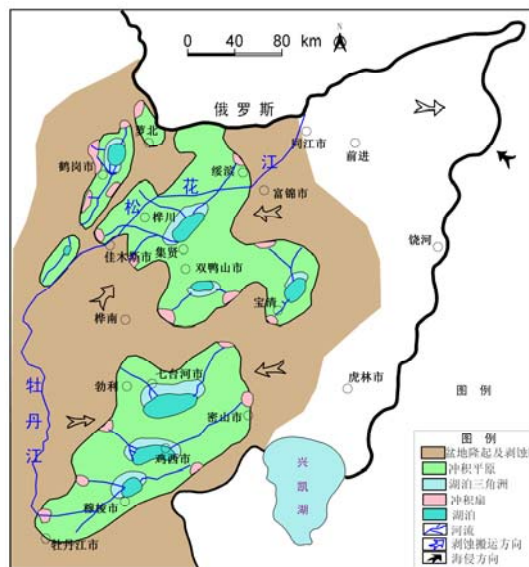 0 40 80 km
N
俄罗斯
萝北
同江市
前进
鹤岗市
绥滨
松花江
富锦市
桦川
佳木斯市
集贤
饶河
双鸭山市
宝清
桦南
牡丹江
勃利
七台河市
虎林市
密山市
图 例
鸡西市
兴凯湖
穆棱市
牡丹江市
图 例
盆地隆起及剥蚀
冲积平原
湖泊三角洲
冲积扇
湖泊
河流
剥蚀搬运方向
海侵方向